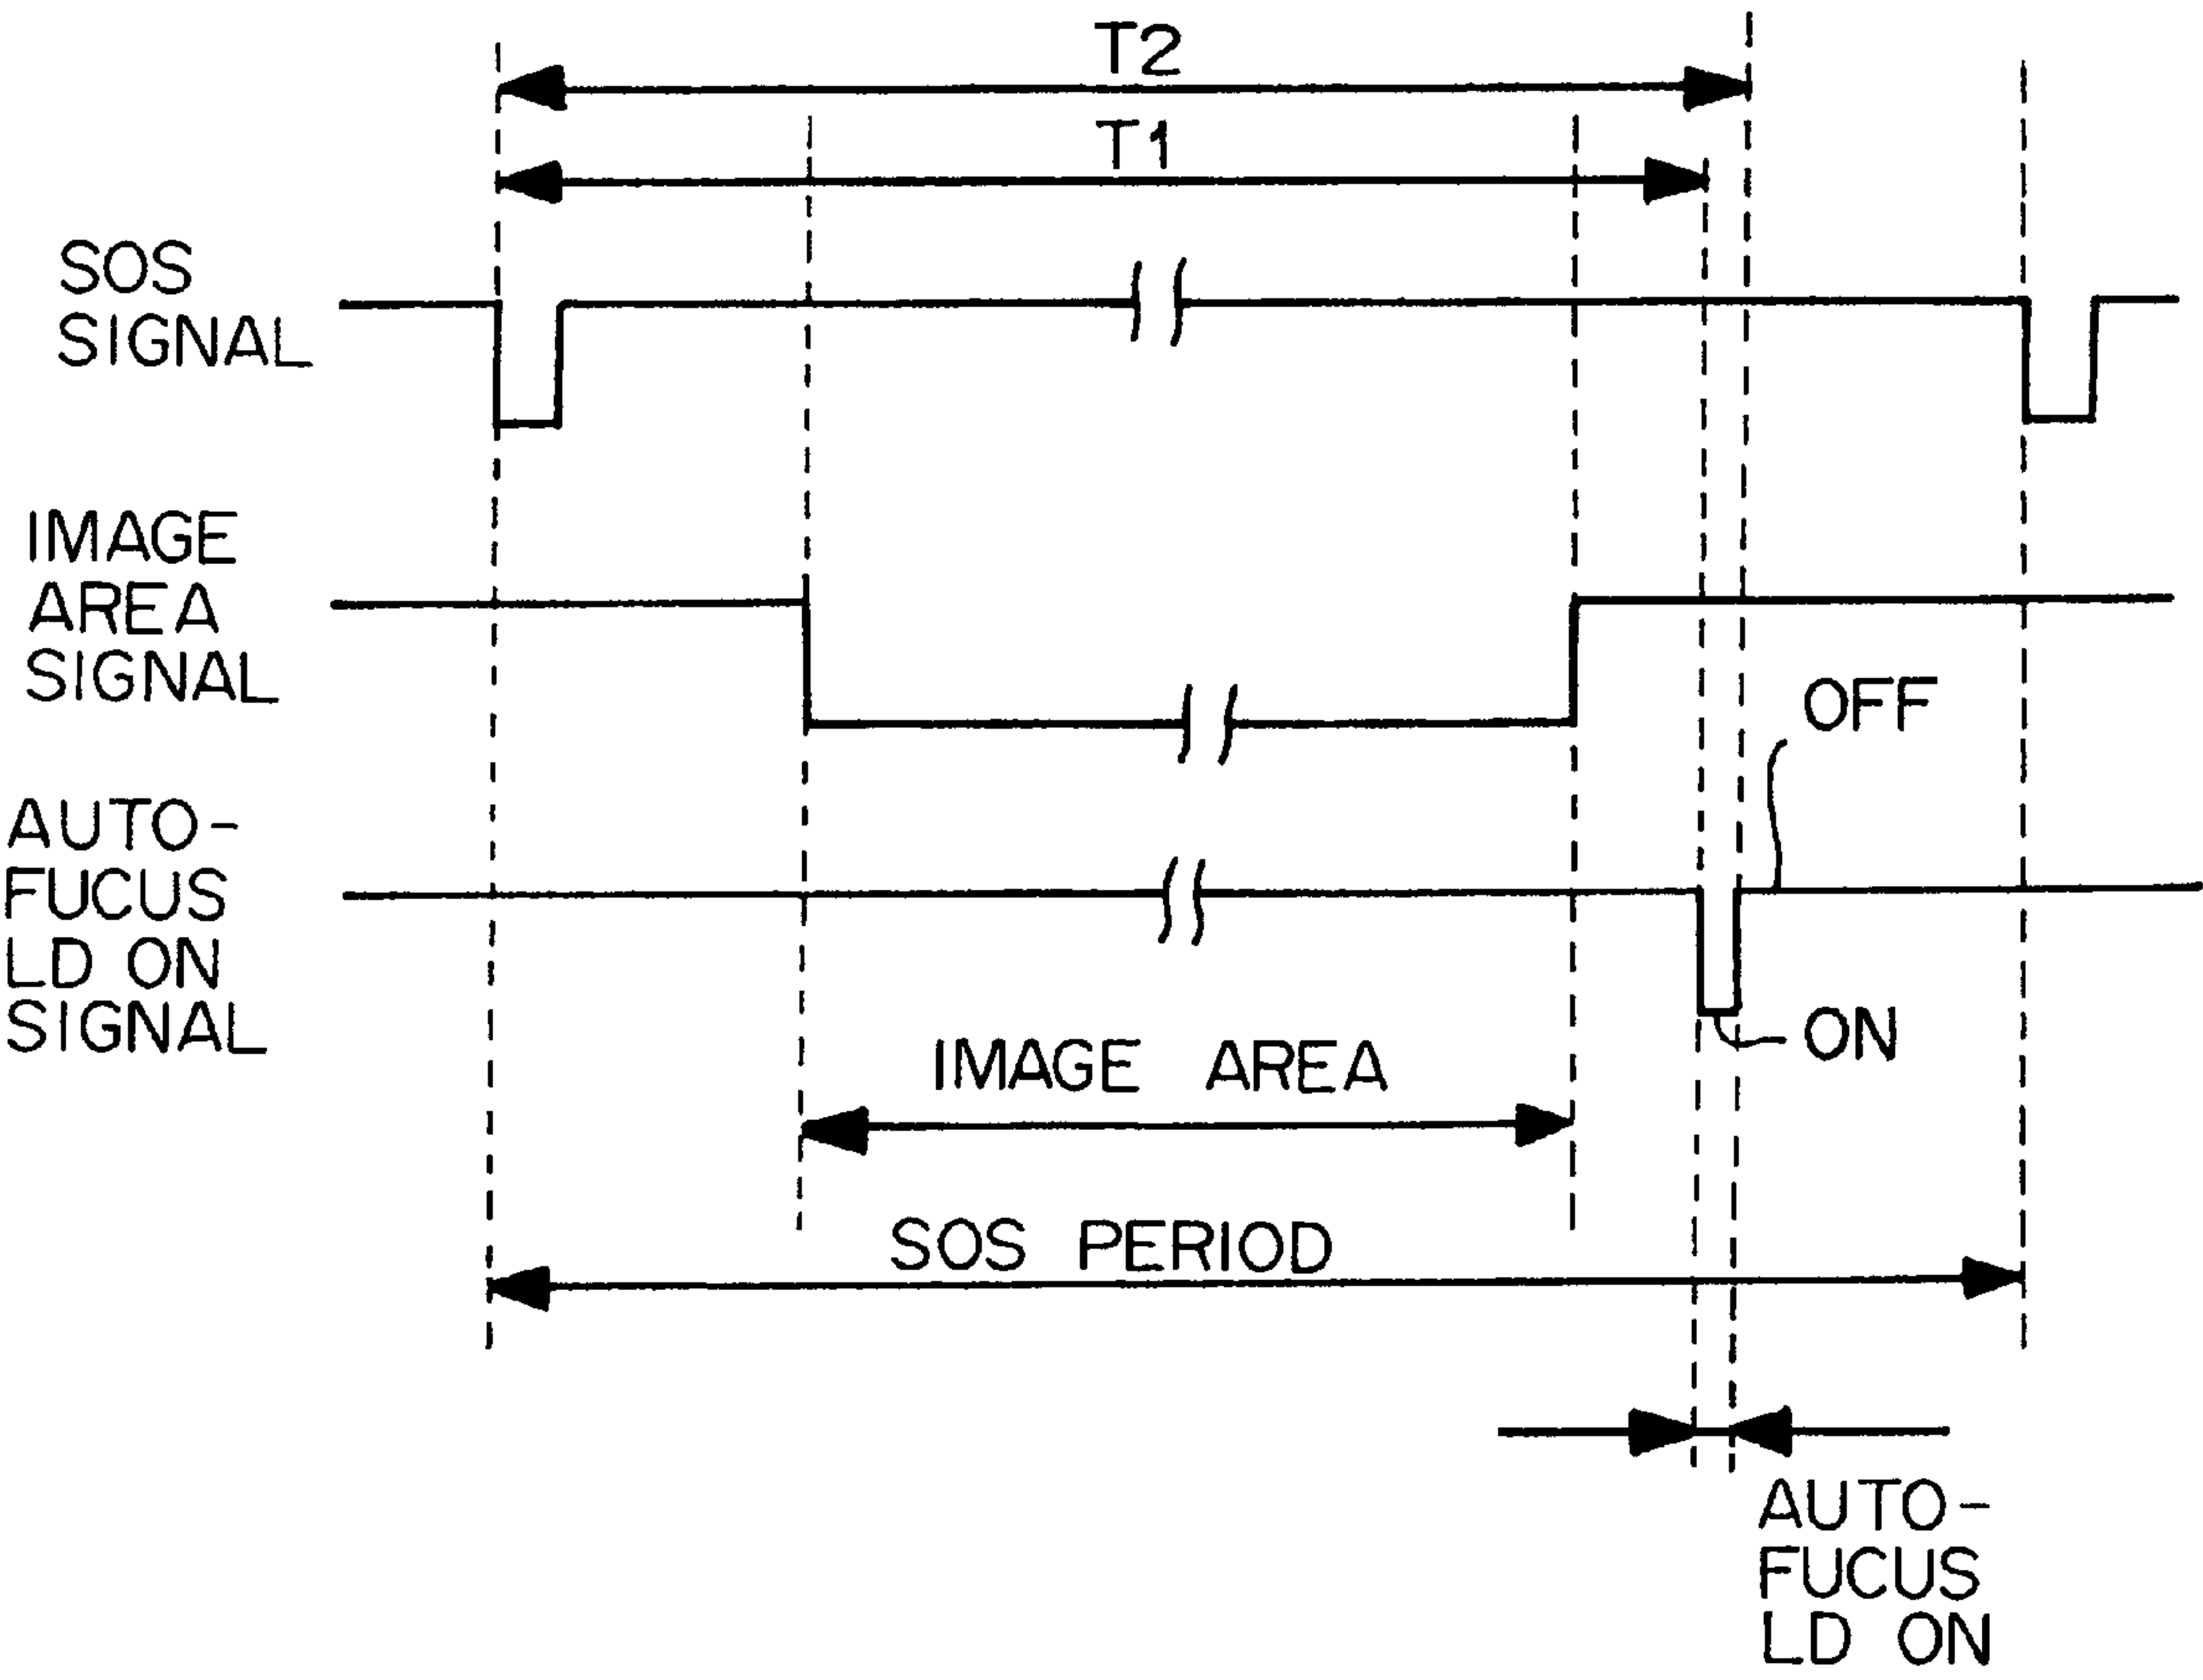 T2
T1
SOS
SIGNAL
IMAGE
AREA
SIGNAL
OFF
AUTO-
FUCUS
LD ON
SIGNAL
ON
IMAGE AREA
SOS PERIOD
AUTO-
FUCUS
LD ON